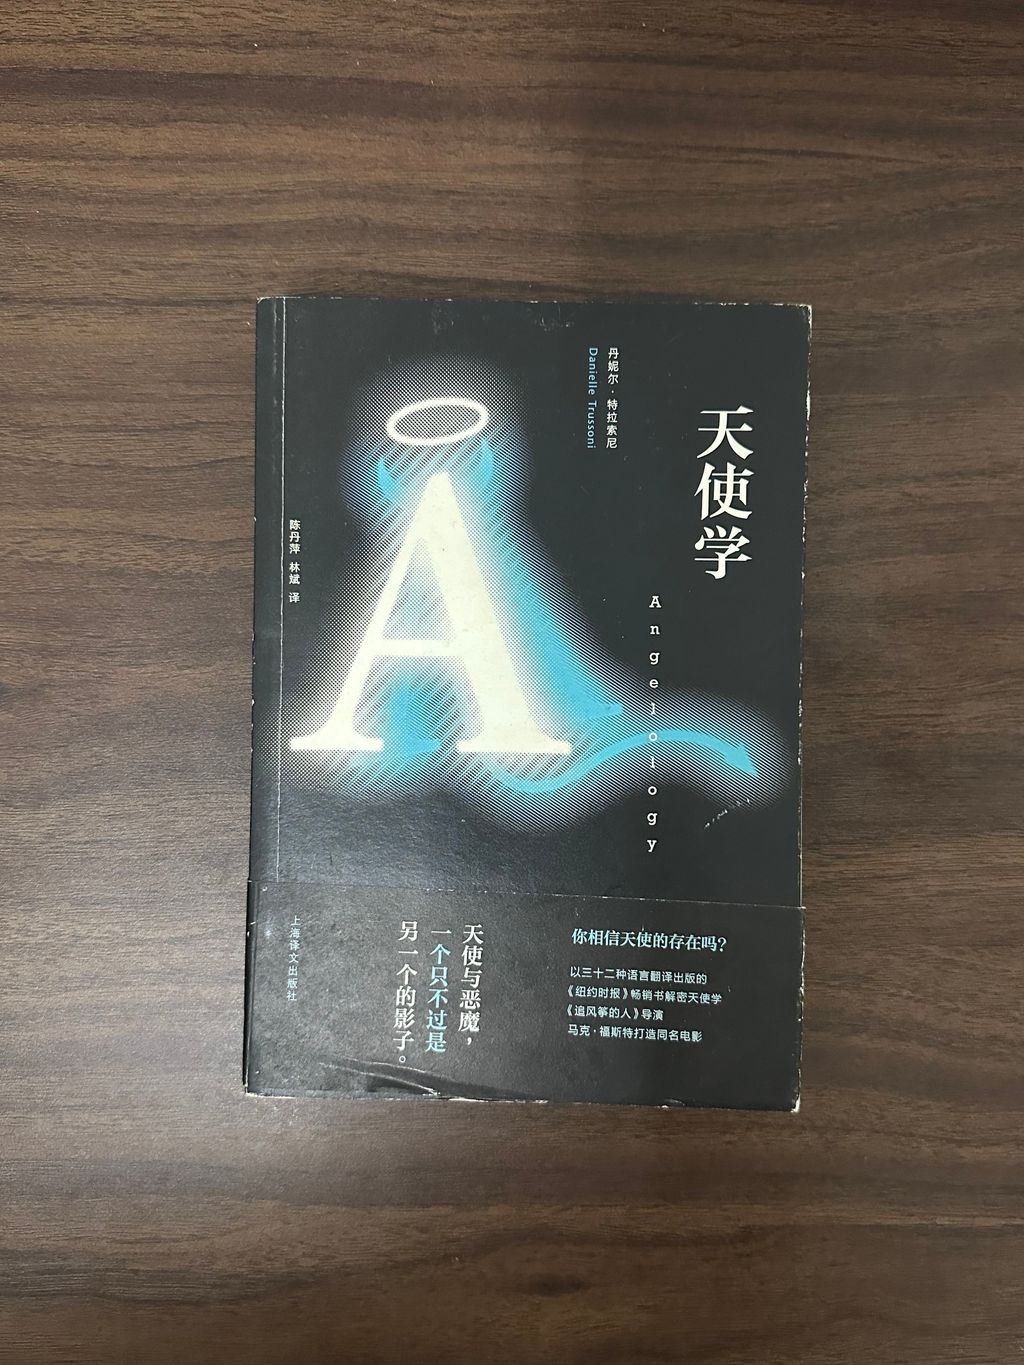 天使学
Angelology
丹妮尔·特拉索尼
Danielle Trussoni
A
陈丹萍 林斌 译
你相信天使的存在吗？
以三十二种语言翻译出版的
《纽约时报》畅销书解密天使学
《追风筝的人》导演
马克·福斯特打造同名电影
天使与恶魔，
一个只不过是
另一个的影子。
上海译文出版社